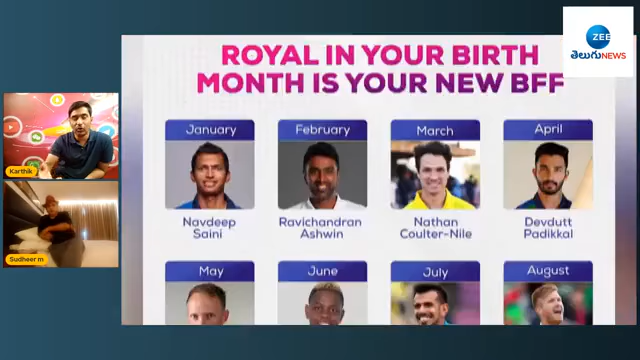 ZEE
తెలుగు NEWS
ROYAL IN YOUR BIRTH
MONTH IS YOUR NEW BFF
January
February
March
April
Karthik
Navdeep
Saini
Ravichandran
Ashwin
Nathan
Coulter-Nile
Devdutt
Padikkal
Sudheer m
May
June
July
August